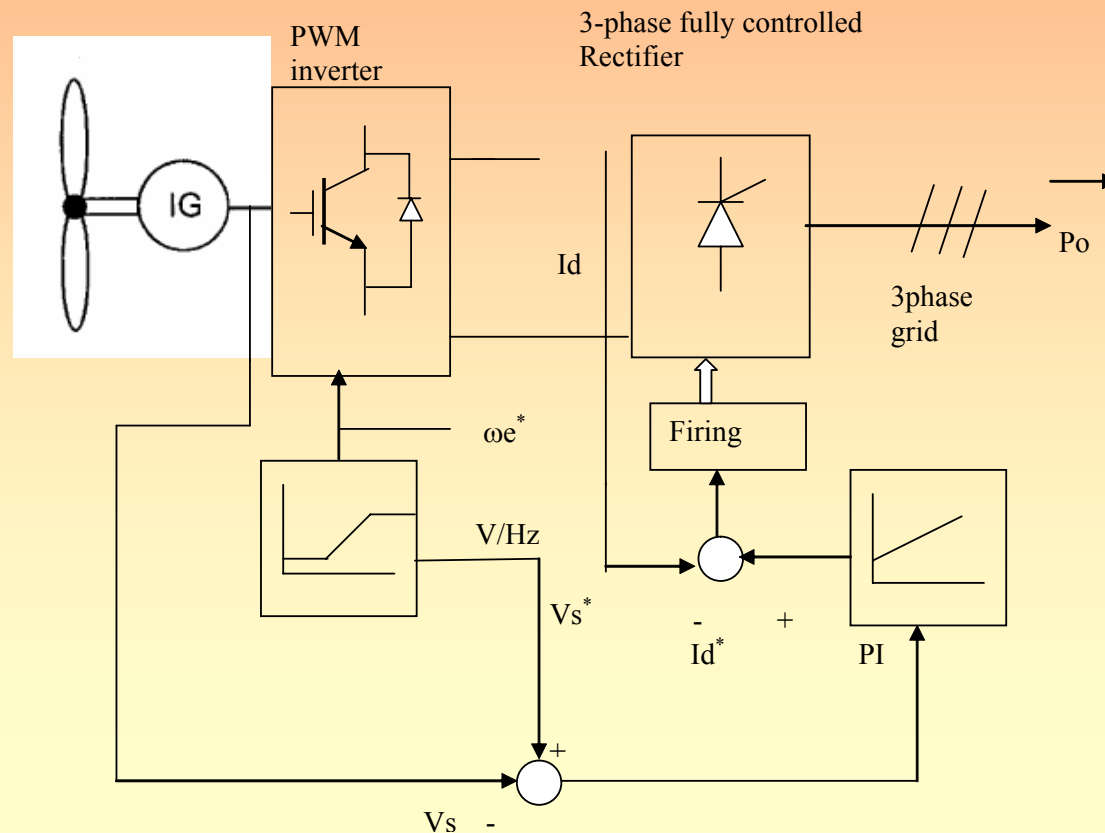 PWM
inverter
3-phase fully controlled
Rectifier
IG
Id
Po
3phase
grid
Firing
ωe*
V/Hz
Vs*
- +
Id*
PI
+
Vs -